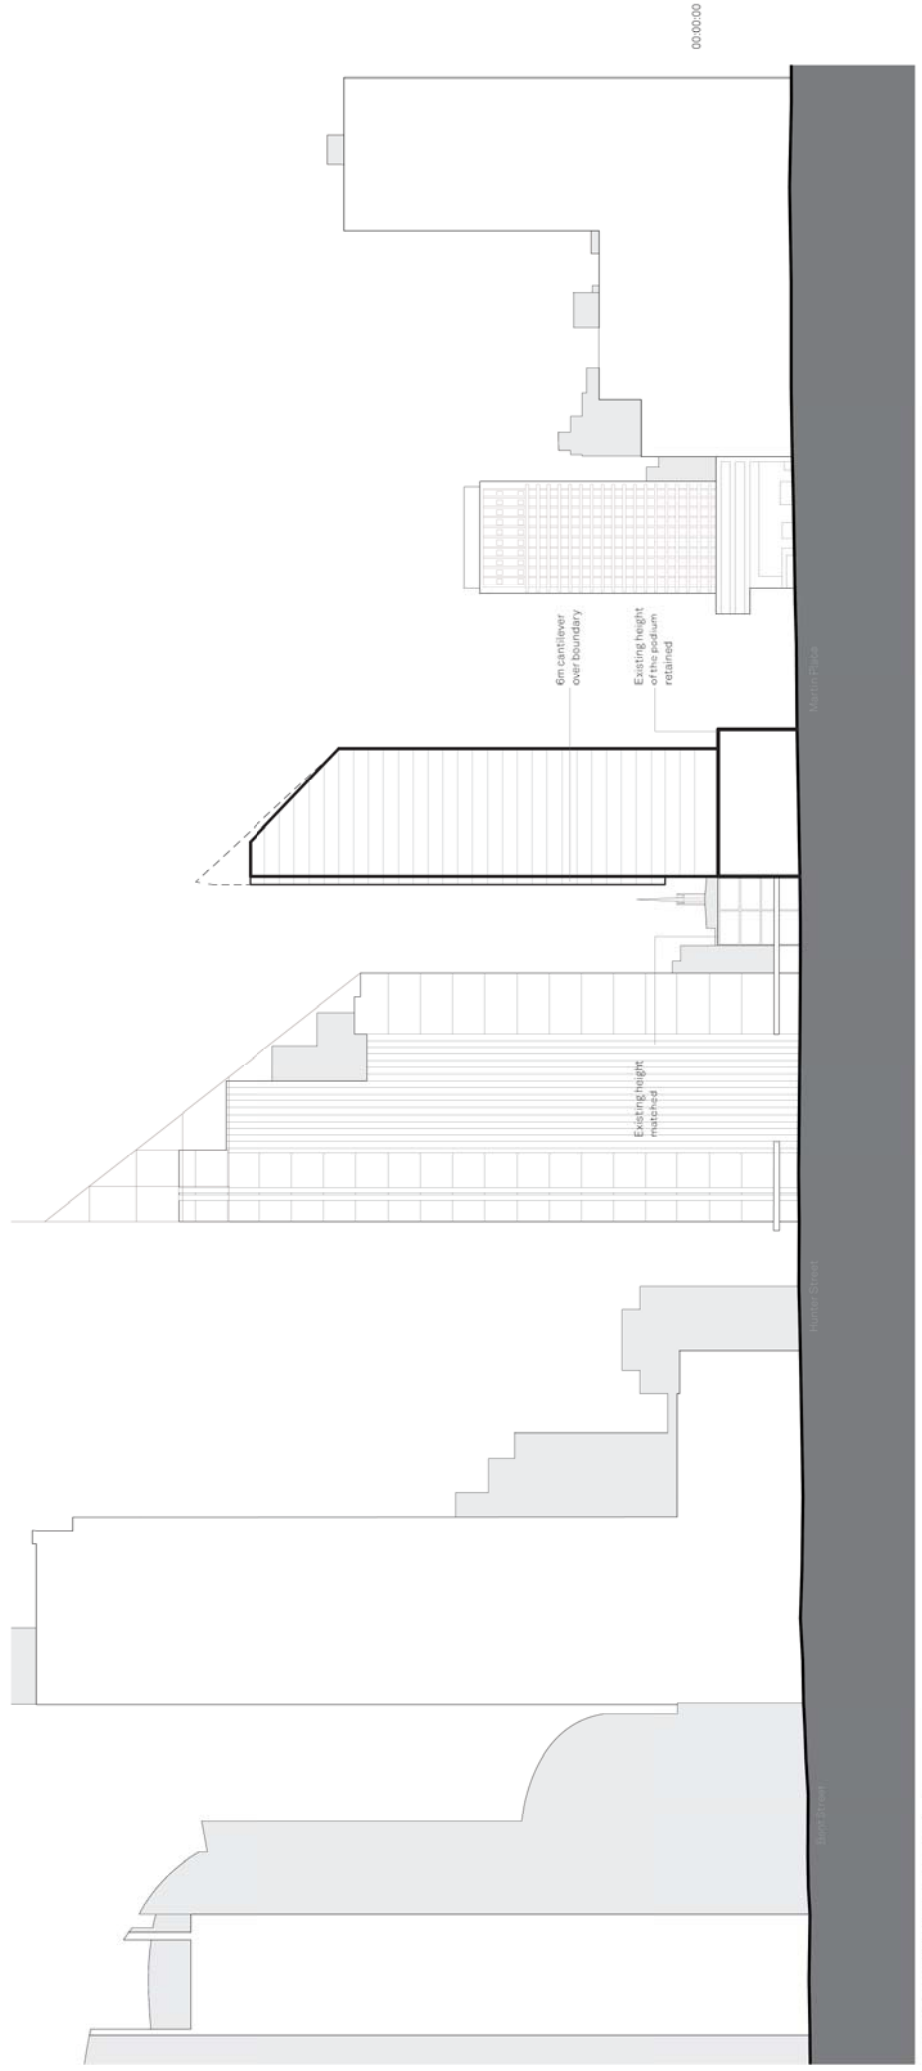 00:00:00
6m cantilever
over boundary
Existing height
of the podium
retained
Existing height
matched
Martin Place
Hunter Street
Bent Street